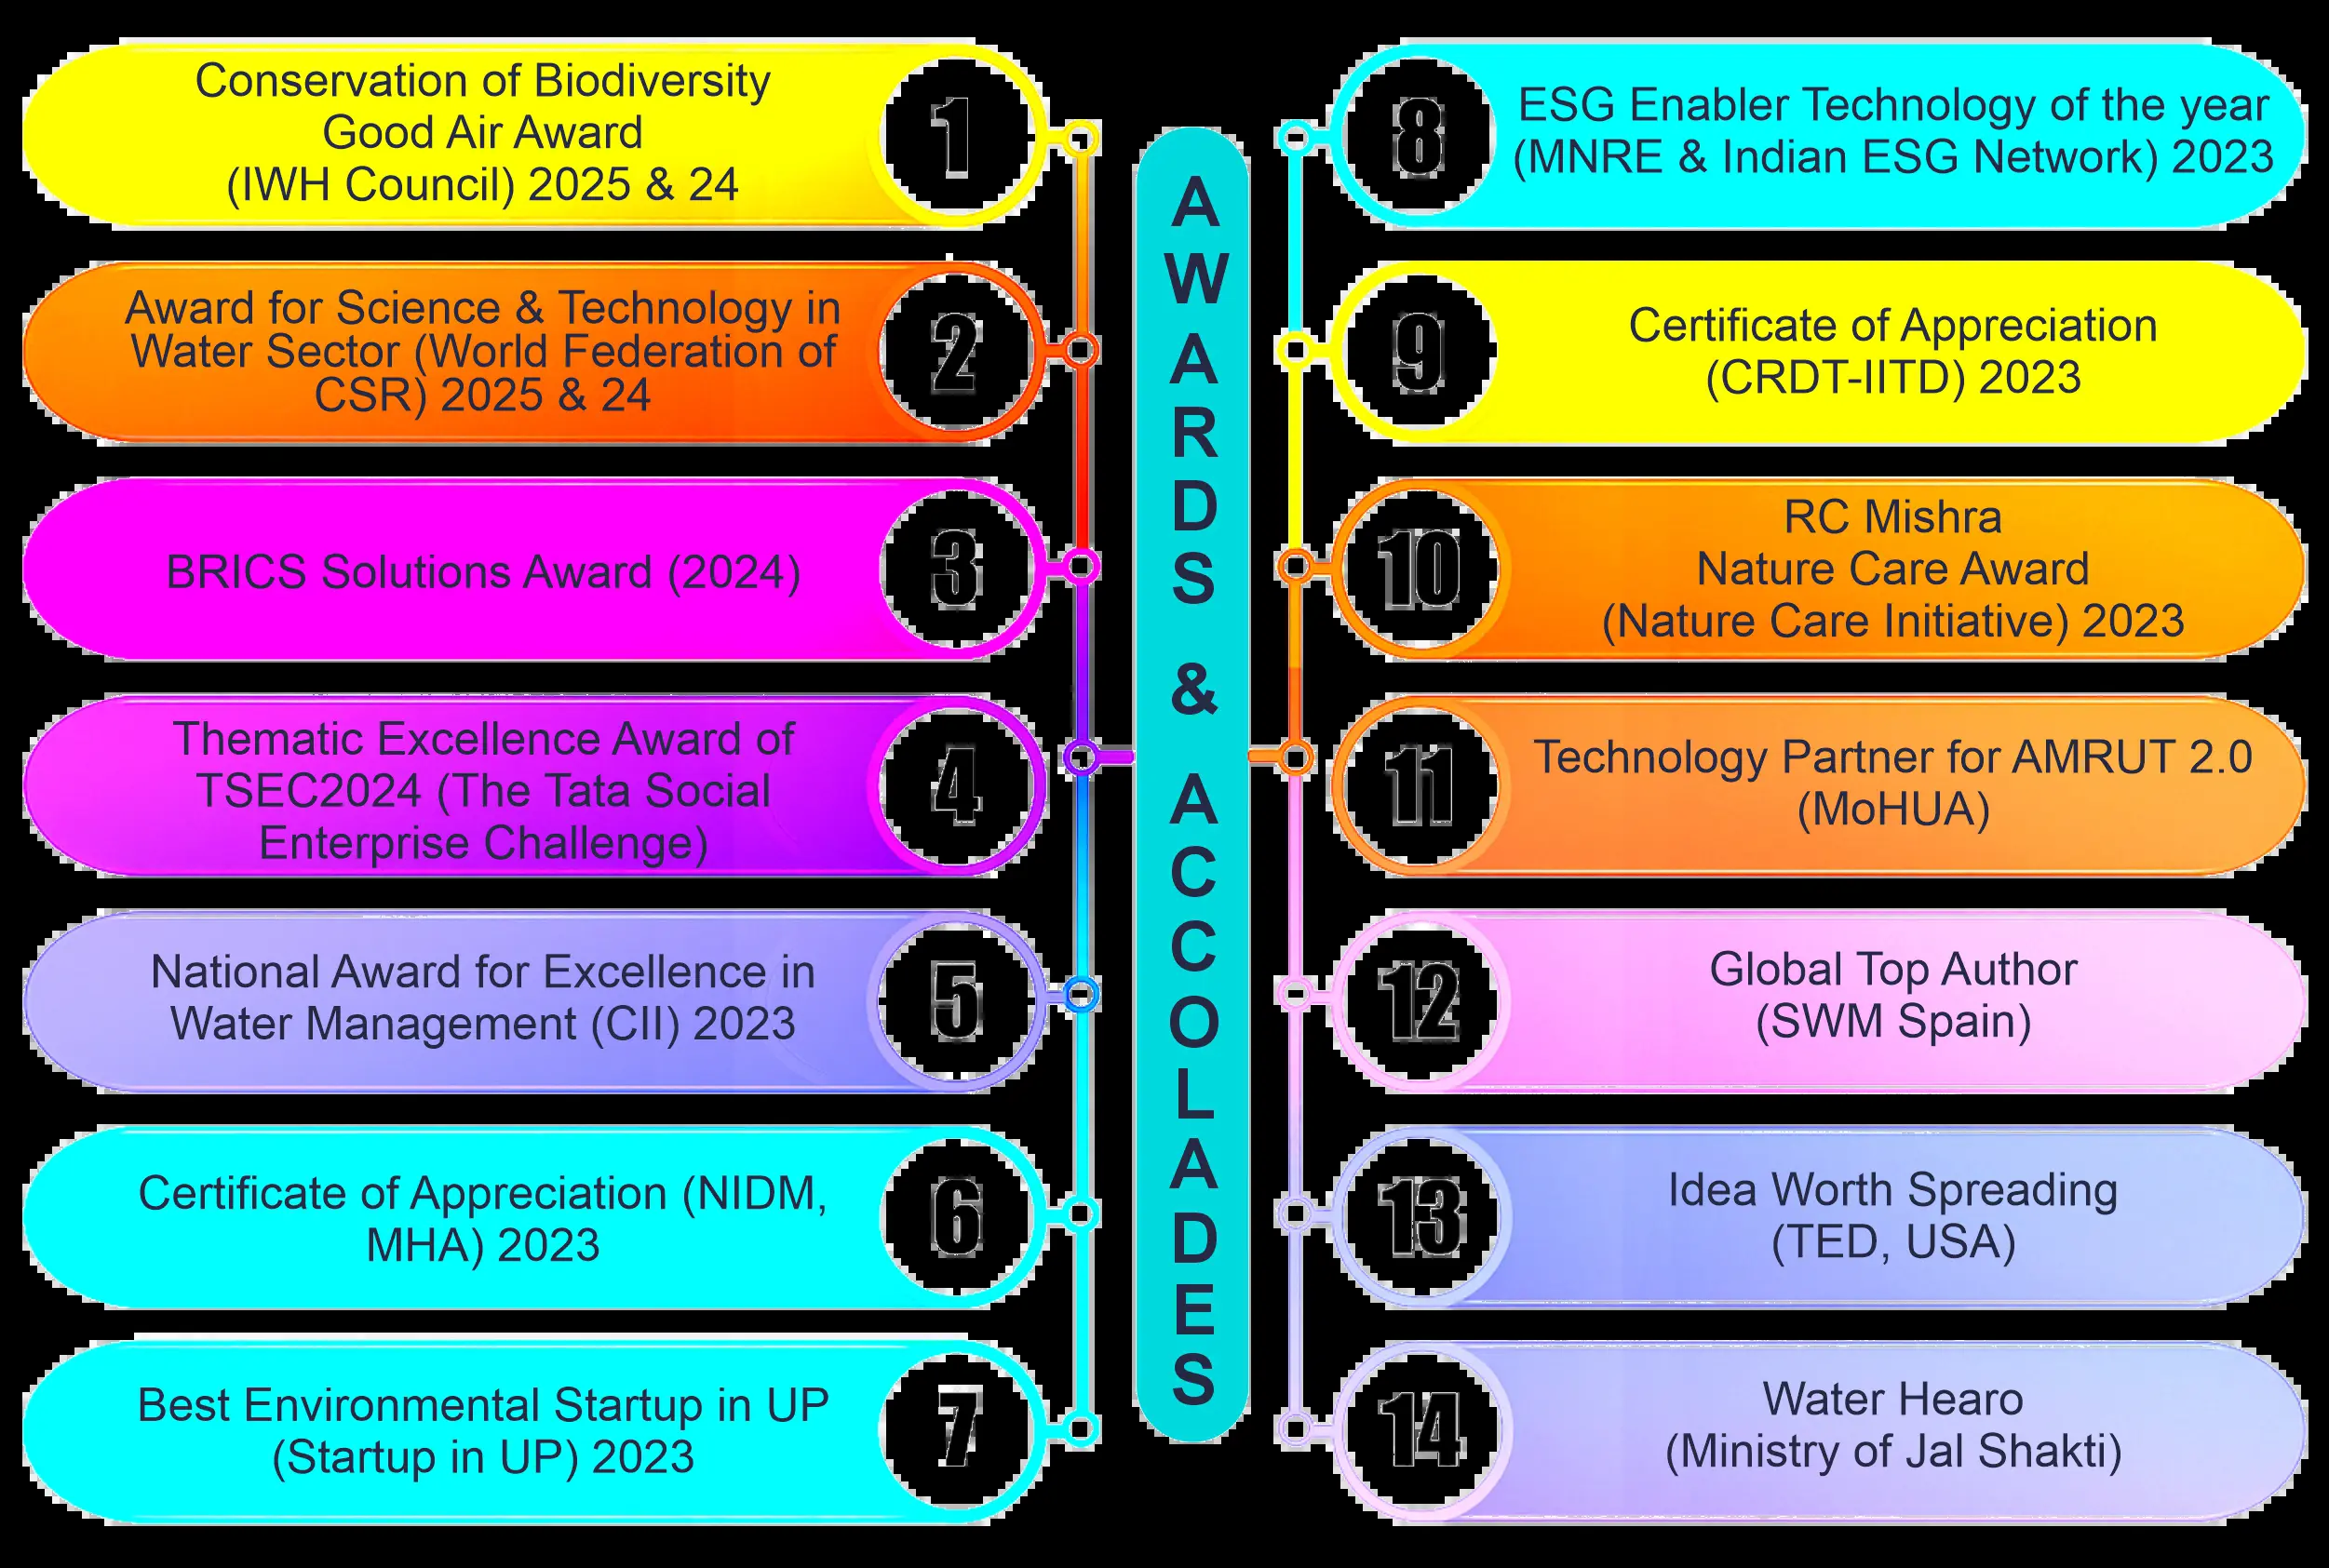 Conservation of Biodiversity
Good Air Award
(IWH Council) 2025 & 24
1
Award for Science & Technology in
Water Sector (World Federation of
CSR) 2025 & 24
2
BRICS Solutions Award (2024)
3
Thematic Excellence Award of
TSEC2024 (The Tata Social
Enterprise Challenge)
4
National Award for Excellence in
Water Management (CII) 2023
5
Certificate of Appreciation (NIDM,
MHA) 2023
6
Best Environmental Startup in UP
(Startup in UP) 2023
7
AWARDS & ACCOLADES
8
ESG Enabler Technology of the year
(MNRE & Indian ESG Network) 2023
9
Certificate of Appreciation
(CRDT-IITD) 2023
10
RC Mishra
Nature Care Award
(Nature Care Initiative) 2023
11
Technology Partner for AMRUT 2.0
(MoHUA)
12
Global Top Author
(SWM Spain)
13
Idea Worth Spreading
(TED, USA)
14
Water Hearo
(Ministry of Jal Shakti)